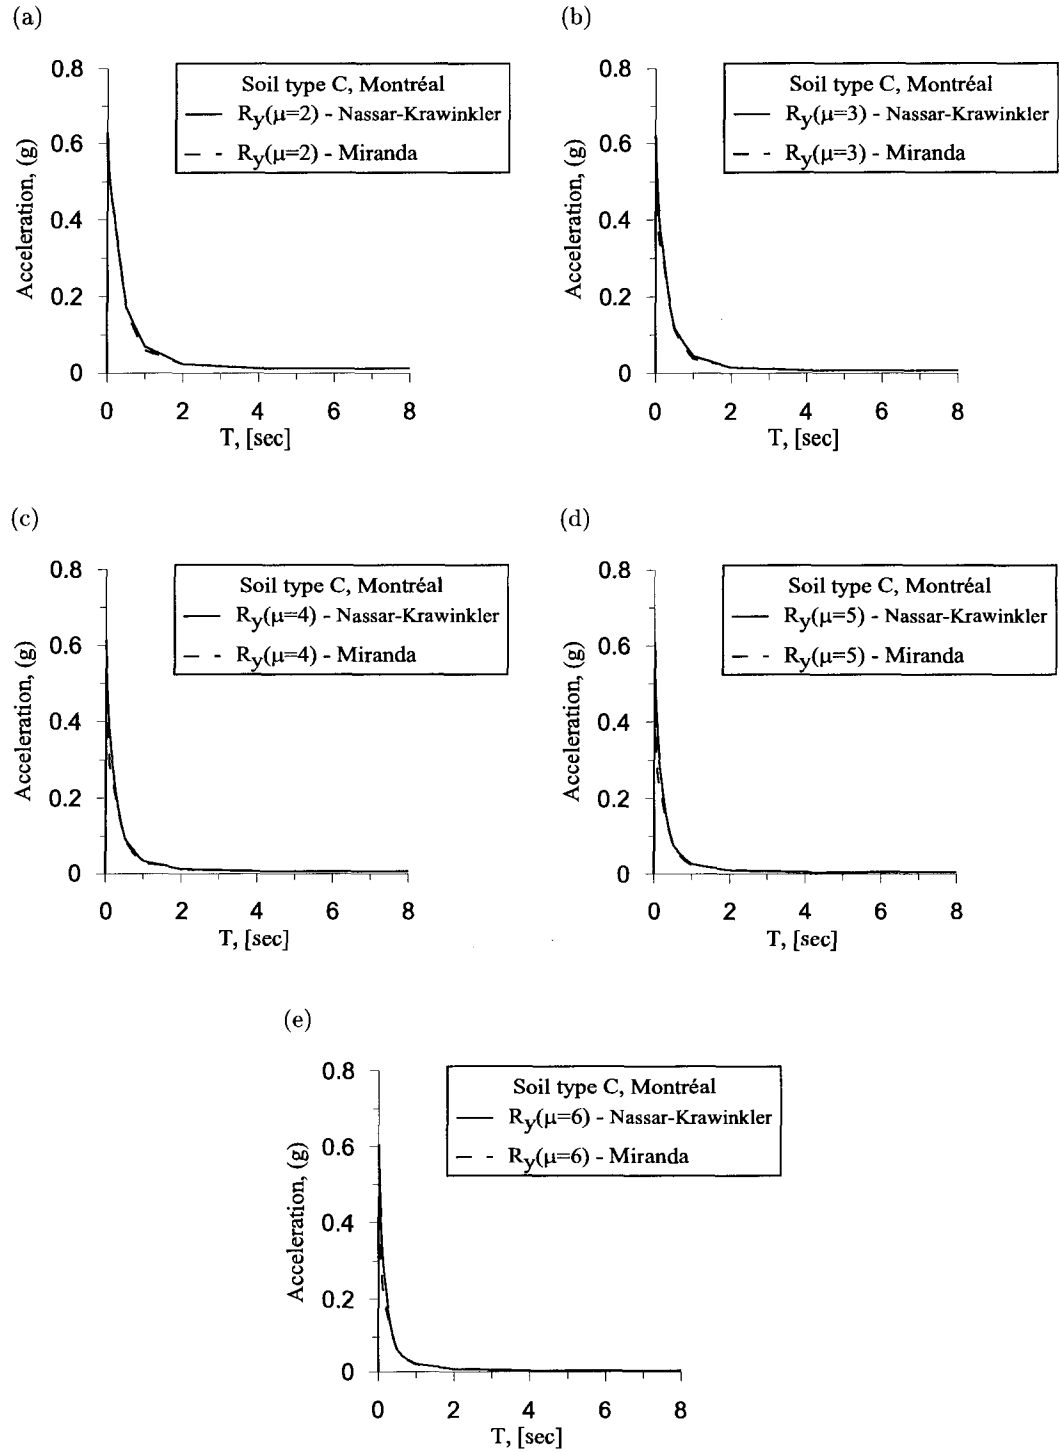 (a)
Soil type C, Montréal
Ry(μ=2) - Nassar-Krawinkler
Ry(μ=2) - Miranda
Acceleration, (g)
0.8
0.6
0.4
0.2
0
0 2 4 6 8
T, [sec]
(b)
Soil type C, Montréal
Ry(μ=3) - Nassar-Krawinkler
Ry(μ=3) - Miranda
Acceleration, (g)
0.8
0.6
0.4
0.2
0
0 2 4 6 8
T, [sec]
(c)
Soil type C, Montréal
Ry(μ=4) - Nassar-Krawinkler
Ry(μ=4) - Miranda
Acceleration, (g)
0.8
0.6
0.4
0.2
0
0 2 4 6 8
T, [sec]
(d)
Soil type C, Montréal
Ry(μ=5) - Nassar-Krawinkler
Ry(μ=5) - Miranda
Acceleration, (g)
0.8
0.6
0.4
0.2
0
0 2 4 6 8
T, [sec]
(e)
Soil type C, Montréal
Ry(μ=6) - Nassar-Krawinkler
Ry(μ=6) - Miranda
Acceleration, (g)
0.8
0.6
0.4
0.2
0
0 2 4 6 8
T, [sec]